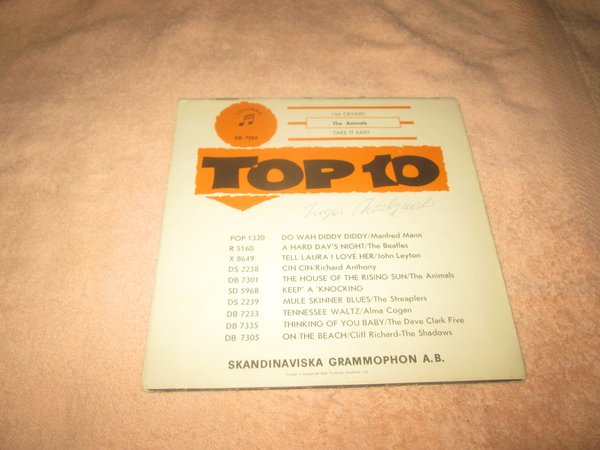 COLUMBIA
DB 7354
I'M CRYING
The Animals
TAKE IT EASY
TOP 10
POP 1320 DO WAH DIDDY DIDDY/Manfred Mann
R 5160 A HARD DAY'S NIGHT/The Beatles
X 8649 TELL LAURA I LOVE HER/John Leyton
DS 2238 CIN CIN/Richard Anthony
DB 7301 THE HOUSE OF THE RISING SUN/The Animals
SD 5968 KEEP' A 'KNOCKING
DS 2239 MULE SKINNER BLUES/The Streaplers
DB 7233 TENNESSEE WALTZ/Alma Cogan
DB 7335 THINKING OF YOU BABY/The Dave Clark Five
DB 7305 ON THE BEACH/Cliff Richard-The Shadows
SKANDINAVISKA GRAMMOPHON A.B.